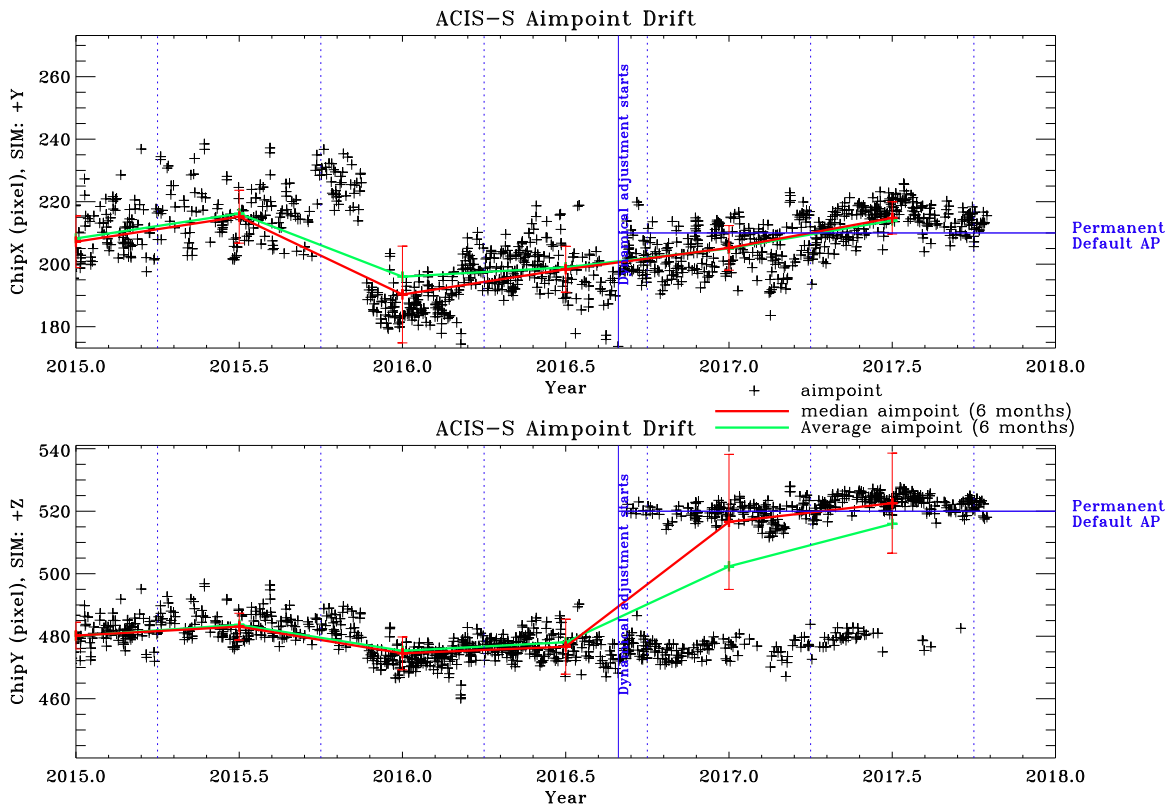 ACIS−S Aimpoint Drift
ChipX (pixel), SIM: +Y
260
240
220
200
180
Dynamical adjustment starts
Permanent
Default AP
2015.0 2015.5 2016.0 2016.5 2017.0 2017.5 2018.0
Year
aimpoint
median aimpoint (6 months)
Average aimpoint (6 months)
ACIS−S Aimpoint Drift
ChipY (pixel), SIM: +Z
540
520
500
480
460
Dynamical adjustment starts
Permanent
Default AP
2015.0 2015.5 2016.0 2016.5 2017.0 2017.5 2018.0
Year